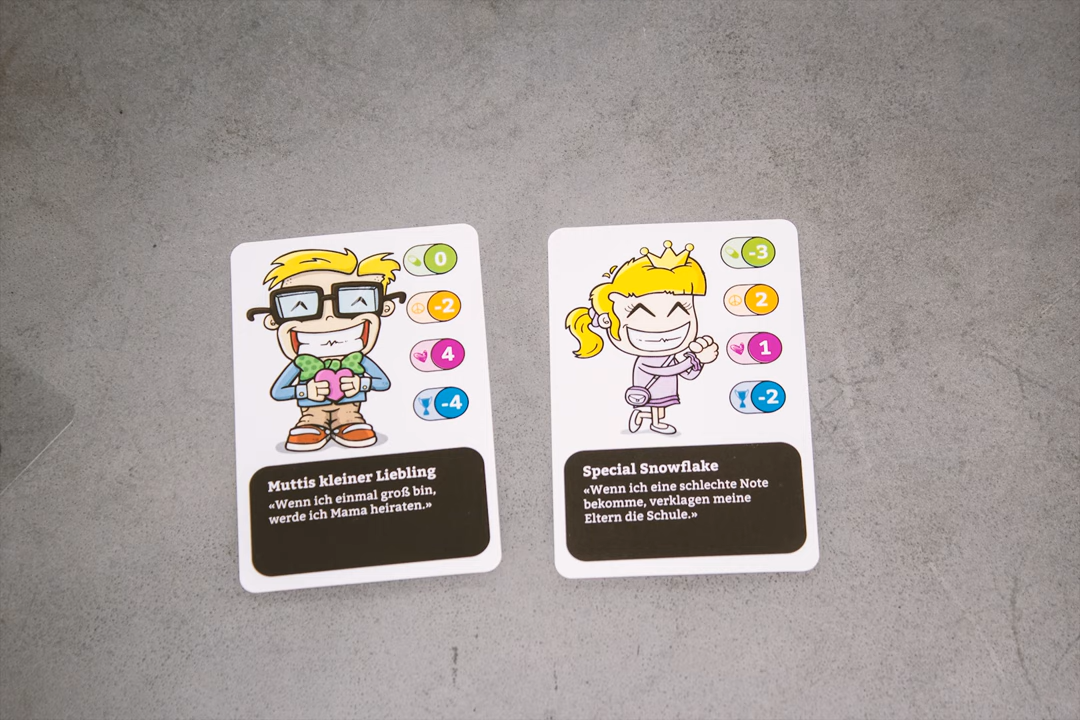 0
-2
4
-4
Muttis kleiner Liebling
«Wenn ich einmal groß bin,
werde ich Mama heiraten.»
-3
2
1
-2
Special Snowflake
«Wenn ich eine schlechte Note
bekomme, verklagen meine
Eltern die Schule.»